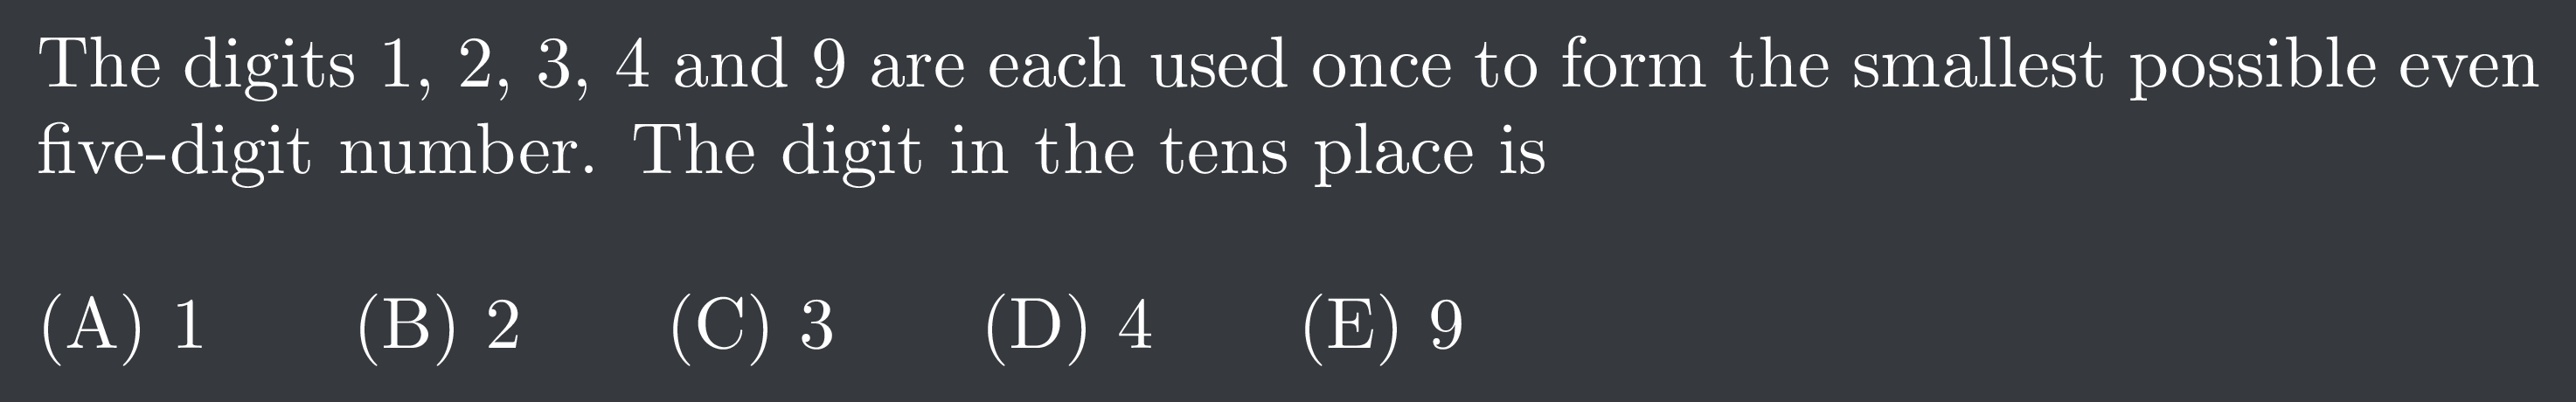 The digits 1, 2, 3, 4 and 9 are each used once to form the smallest possible even
five-digit number. The digit in the tens place is
(A) 1 (B) 2 (C) 3 (D) 4 (E) 9